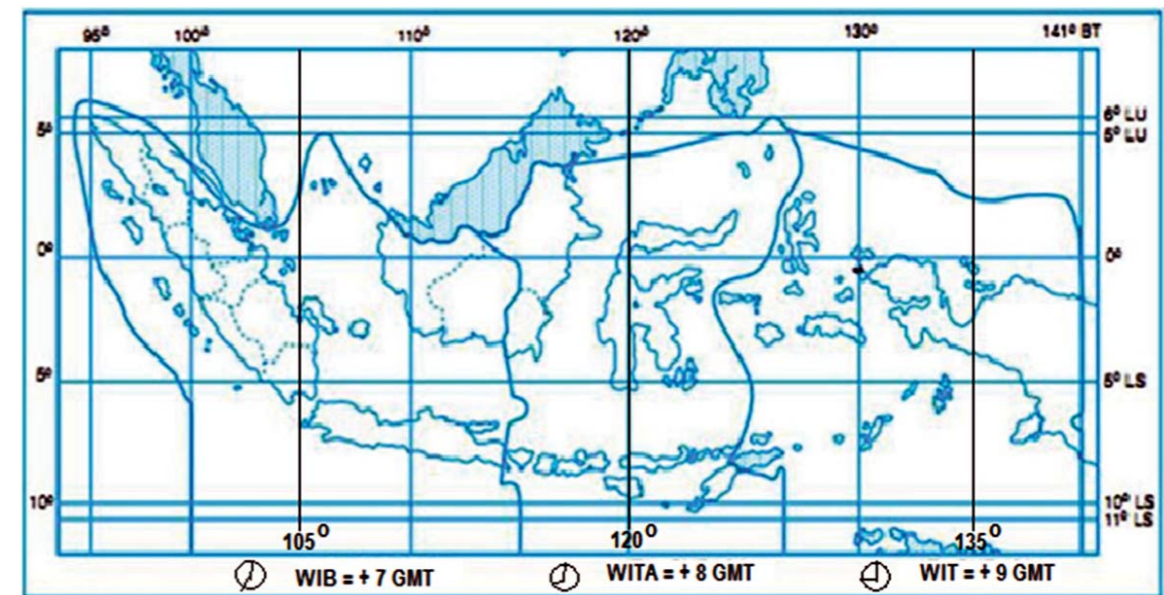 95° 100° 110° 120° 130° 141° BT
6° LU
5° 5° LU
0° 0°
5° 5° LS
10° 10° LS
11° LS
105° 120° 135°
WIB = + 7 GMT WITA = + 8 GMT WIT = + 9 GMT